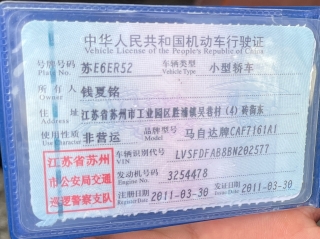 中华人民共和国机动车行驶证
Vehicle License of the People's Republic of China
号牌号码 苏E6ER52 车辆类型 小型轿车
Plate No. Vehicle Type
所有人 钱夏铭
Owner
住址 江苏省苏州市工业园区胜浦镇吴巷村(4)砖街东
Address
使用性质 非营运 品牌型号 马自达牌CAF7161A1
Use Character Model
江苏省苏州 车辆识别代号 LVSFDFAB8BN202577
VIN
市公安局交通 发动机号码 3254478
Engine No.
巡逻警察支队 注册日期 2011-03-30 发证日期 2011-03-30
Register Date Issue Date